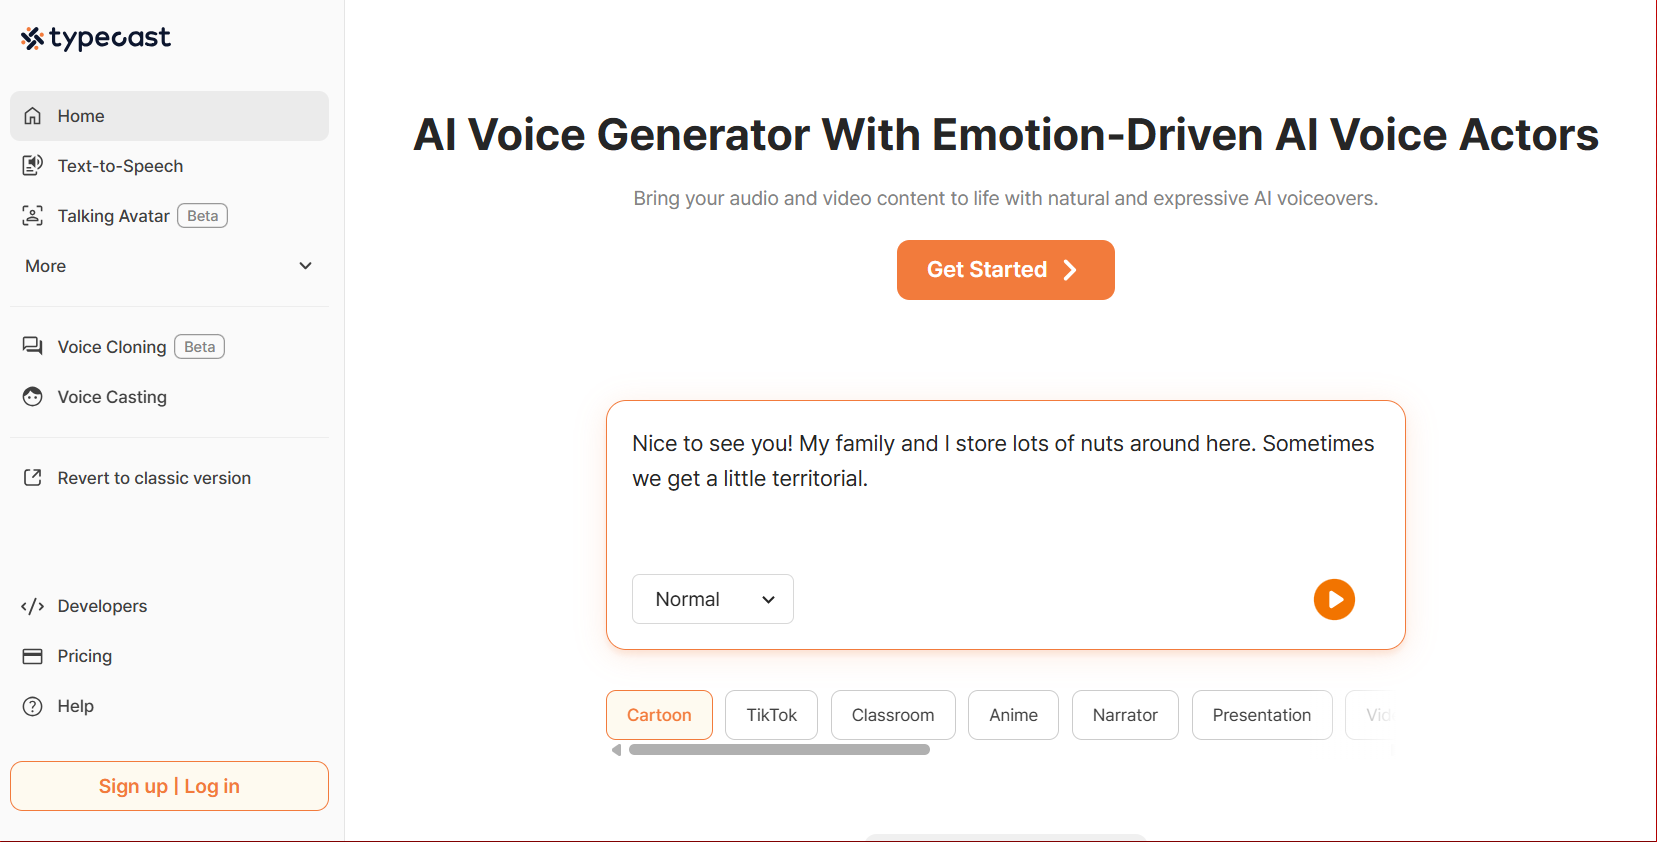 typecast
Home
Text-to-Speech
Talking Avatar Beta
More
Voice Cloning Beta
Voice Casting
Revert to classic version
Developers
Pricing
Help
Sign up | Log in
AI Voice Generator With Emotion-Driven AI Voice Actors
Bring your audio and video content to life with natural and expressive AI voiceovers.
Get Started
Nice to see you! My family and I store lots of nuts around here. Sometimes
we get a little territorial.
Normal
Cartoon TikTok Classroom Anime Narrator Presentation